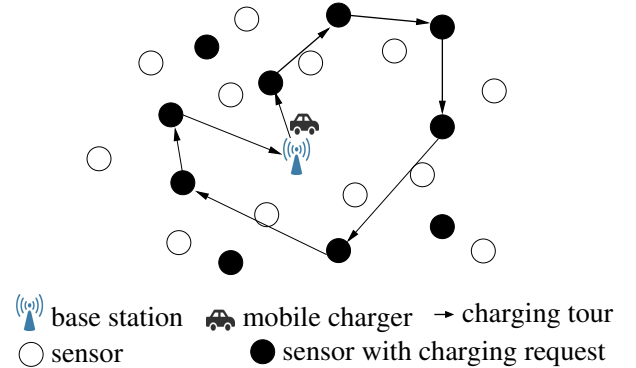 base station mobile charger charging tour
sensor sensor with charging request